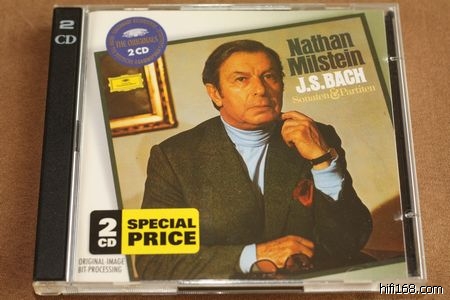 2
CD
THE ORIGINALS
2 CD
Nathan
Milstein
J.S. BACH
Sonaten & Partiten
2
CD
SPECIAL
PRICE
ORIGINAL-IMAGE
BIT-PROCESSING
hifi168.com